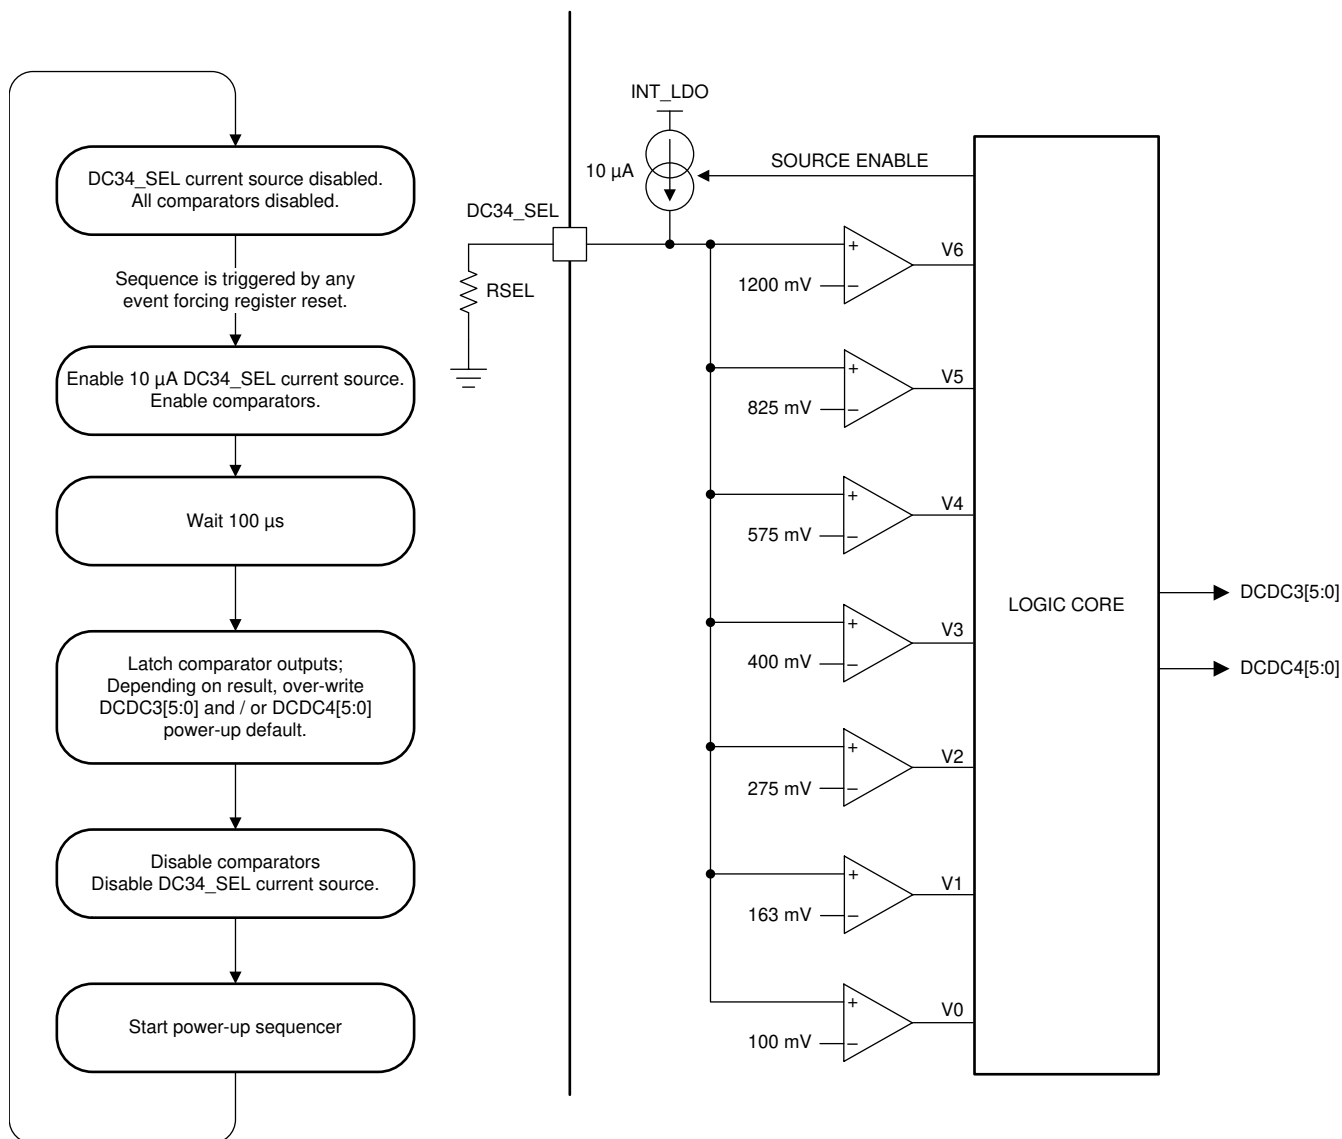 DC34_SEL current source disabled.
All comparators disabled.
Sequence is triggered by any
event forcing register reset.
Enable 10 µA DC34_SEL current source.
Enable comparators.
Wait 100 µs
Latch comparator outputs;
Depending on result, over-write
DCDC3[5:0] and / or DCDC4[5:0]
power-up default.
Disable comparators
Disable DC34_SEL current source.
Start power-up sequencer
INT_LDO
10 µA
SOURCE ENABLE
DC34_SEL
RSEL
+
1200 mV
–
V6
+
825 mV
–
V5
+
575 mV
–
V4
+
400 mV
–
V3
+
275 mV
–
V2
+
163 mV
–
V1
+
100 mV
–
V0
LOGIC CORE
DCDC3[5:0]
DCDC4[5:0]